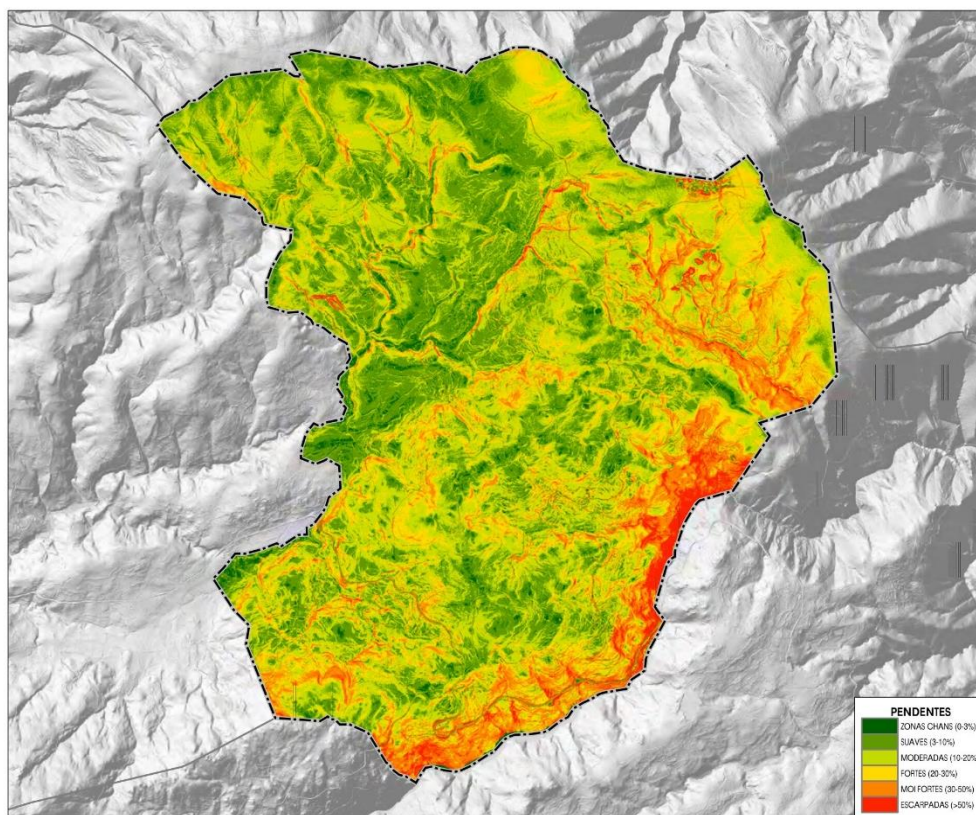 PENDENTES
ZONAS CHANS (0-3%)
SUAVES (3-10%)
MODERADAS (10-20%
FORTES (20-30%)
MOI FORTES (30-50%)
ESCARPADAS (>50%)